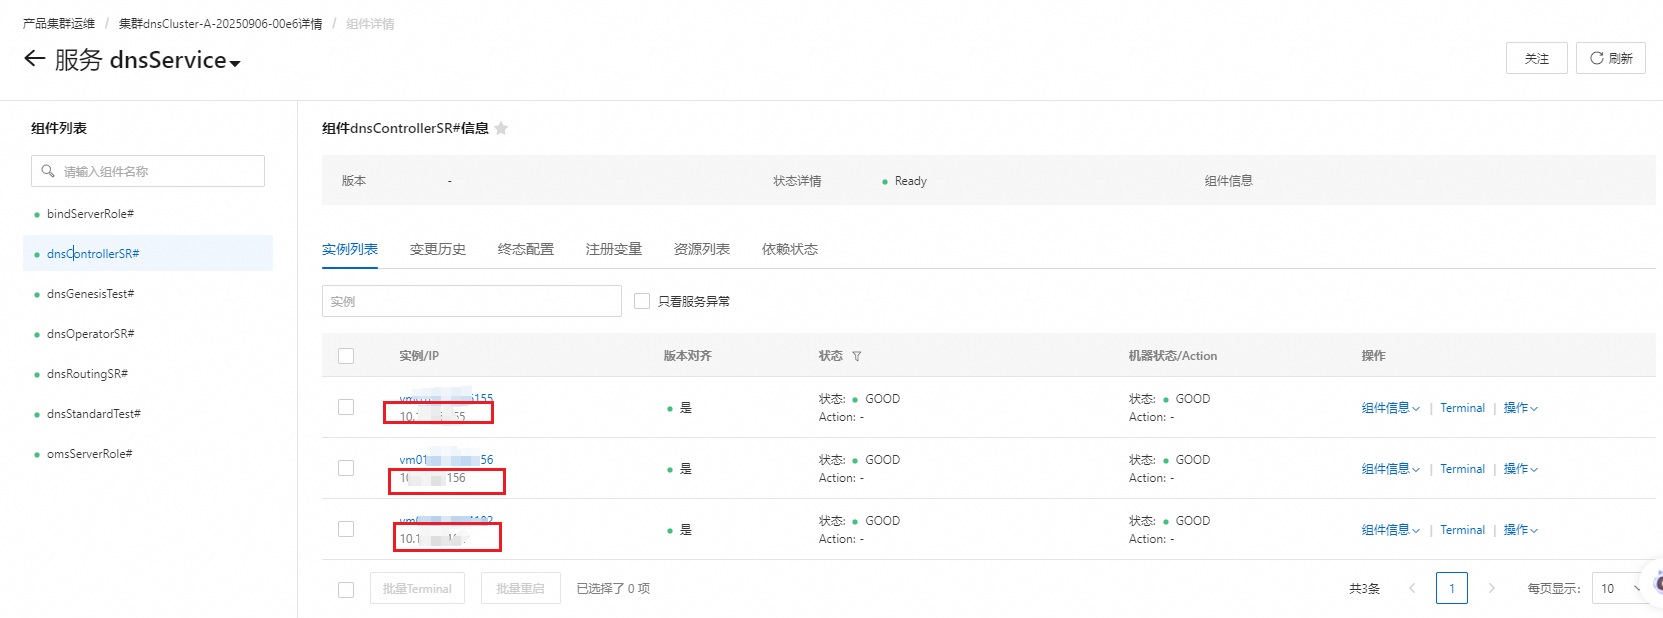 产品集群运维 / 集群dnsCluster-A-20250906-00e6详情 / 组件详情
服务 dnsService
关注
刷新
组件列表
请输入组件名称
bindServerRole#
dnsControllerSR#
dnsGenesisTest#
dnsOperatorSR#
dnsRoutingSR#
dnsStandardTest#
omsServerRole#
组件dnsControllerSR#信息
版本 - 状态详情 Ready 组件信息
实例列表 变更历史 终态配置 注册变量 资源列表 依赖状态
实例 只看服务异常
实例/IP 版本对齐 状态 机器状态/Action 操作
是 状态: GOOD 状态: GOOD 组件信息 | Terminal | 操作
Action: - Action: -
是 状态: GOOD 状态: GOOD 组件信息 | Terminal | 操作
156 Action: - Action: -
是 状态: GOOD 状态: GOOD 组件信息 | Terminal | 操作
Action: - Action: -
批量Terminal 批量重启 已选择了 0 项 共3条 1 每页显示: 10